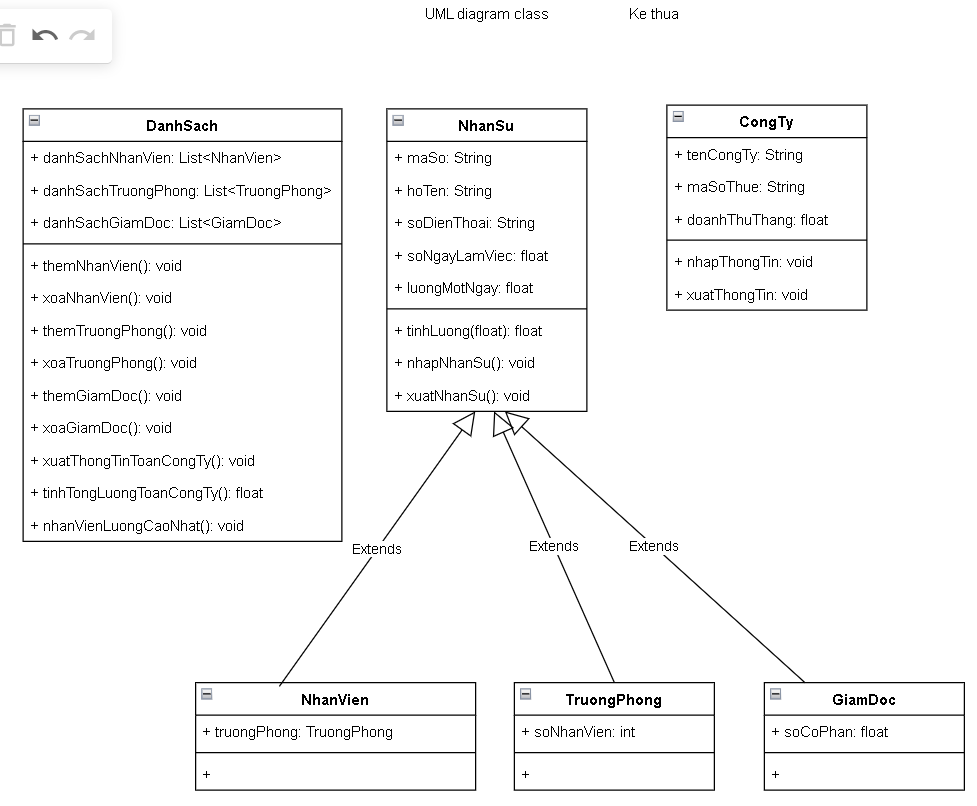 UML diagram class
Ke thua
DanhSach
+ danhSachNhanVien: List<NhanVien>
+ danhSachTruongPhong: List<TruongPhong>
+ danhSachGiamDoc: List<GiamDoc>
+ themNhanVien(): void
+ xoaNhanVien(): void
+ themTruongPhong(): void
+ xoaTruongPhong(): void
+ themGiamDoc(): void
+ xoaGiamDoc(): void
+ xuatThongTinToanCongTy(): void
+ tinhTongLuongToanCongTy(): float
+ nhanVienLuongCaoNhat(): void
NhanSu
+ maSo: String
+ hoTen: String
+ soDienThoai: String
+ soNgayLamViec: float
+ luongMotNgay: float
+ tinhLuong(float): float
+ nhapNhanSu(): void
+ xuatNhanSu(): void
CongTy
+ tenCongTy: String
+ maSoThue: String
+ doanhThuThang: float
+ nhapThongTin: void
+ xuatThongTin: void
Extends
Extends
Extends
NhanVien
+ truongPhong: TruongPhong
+
TruongPhong
+ soNhanVien: int
+
GiamDoc
+ soCoPhan: float
+